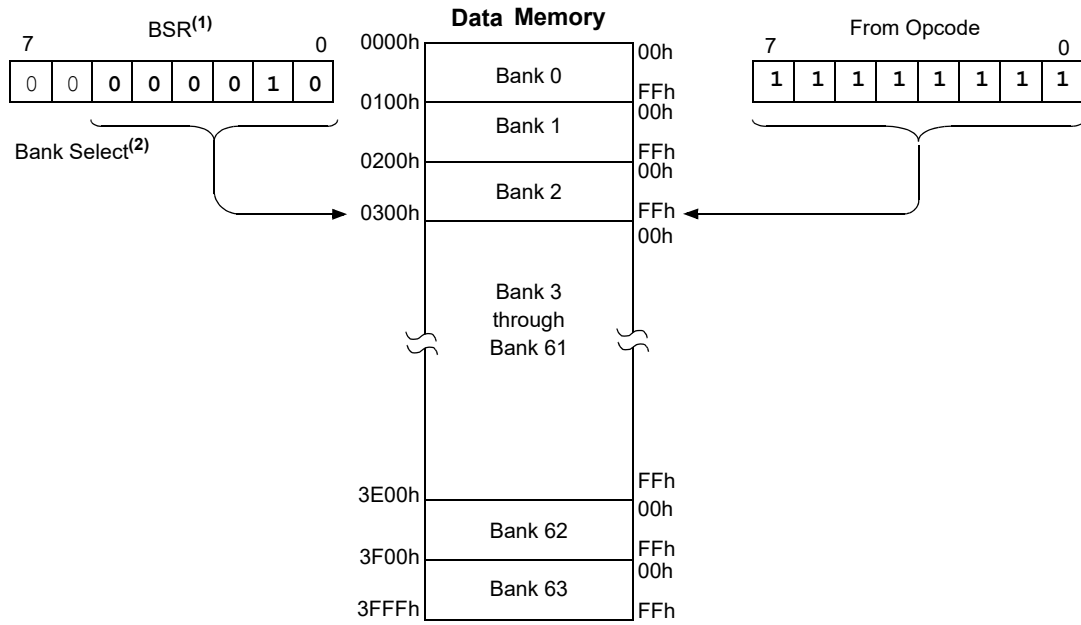 Data Memory
BSR(1)
7 0
0 0 0 0 0 0 1 0
Bank Select(2)
From Opcode
7 0
1 1 1 1 1 1 1 1
0000h
00h
Bank 0
FFh
0100h
00h
Bank 1
FFh
0200h
00h
Bank 2
FFh
0300h
00h
Bank 3
through
Bank 61
FFh
3E00h
00h
Bank 62
FFh
3F00h
00h
Bank 63
3FFFh
FFh